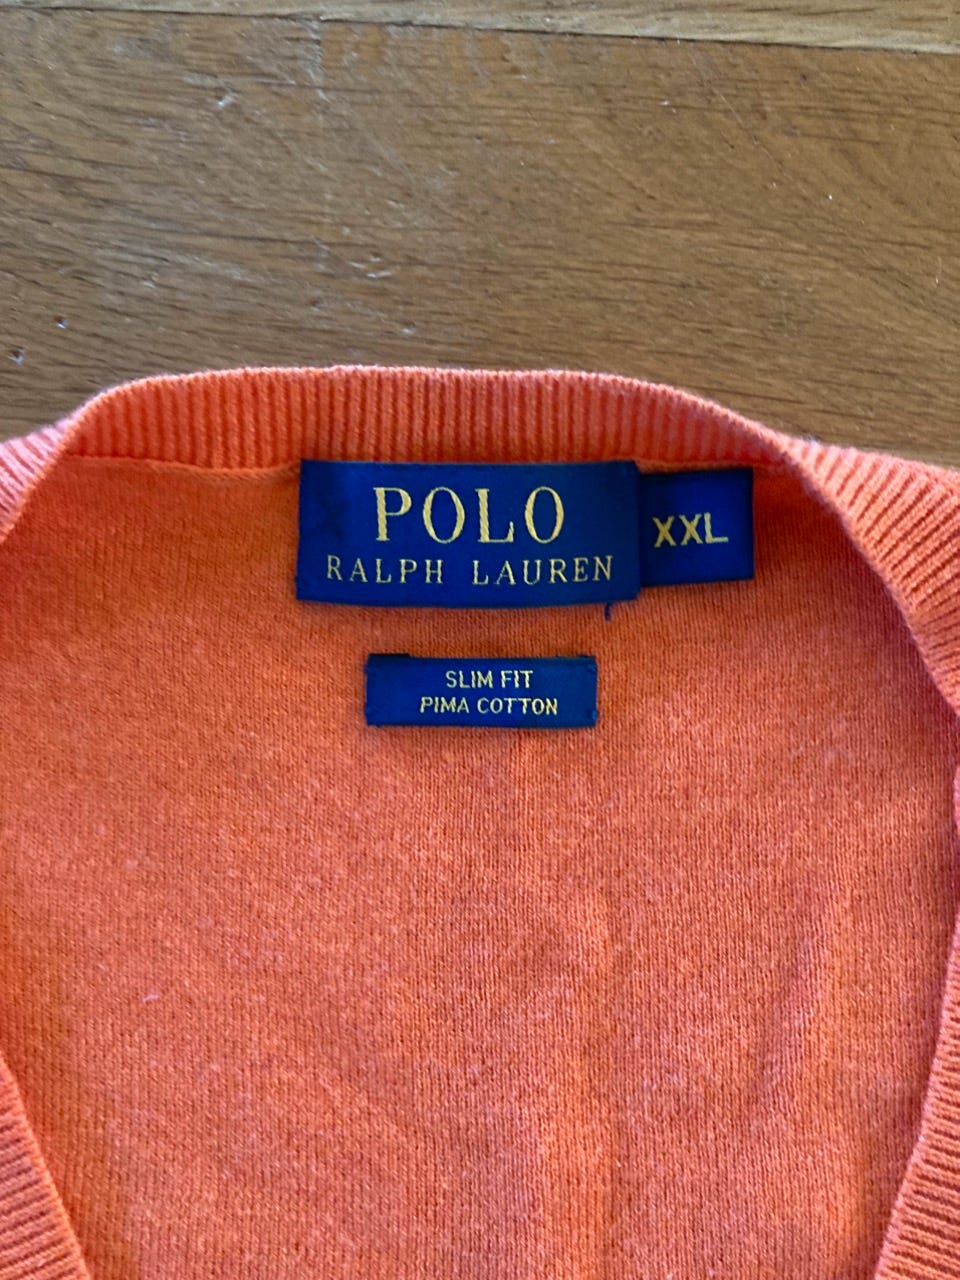 POLO
RALPH LAUREN
XXL
SLIM FIT
PIMA COTTON